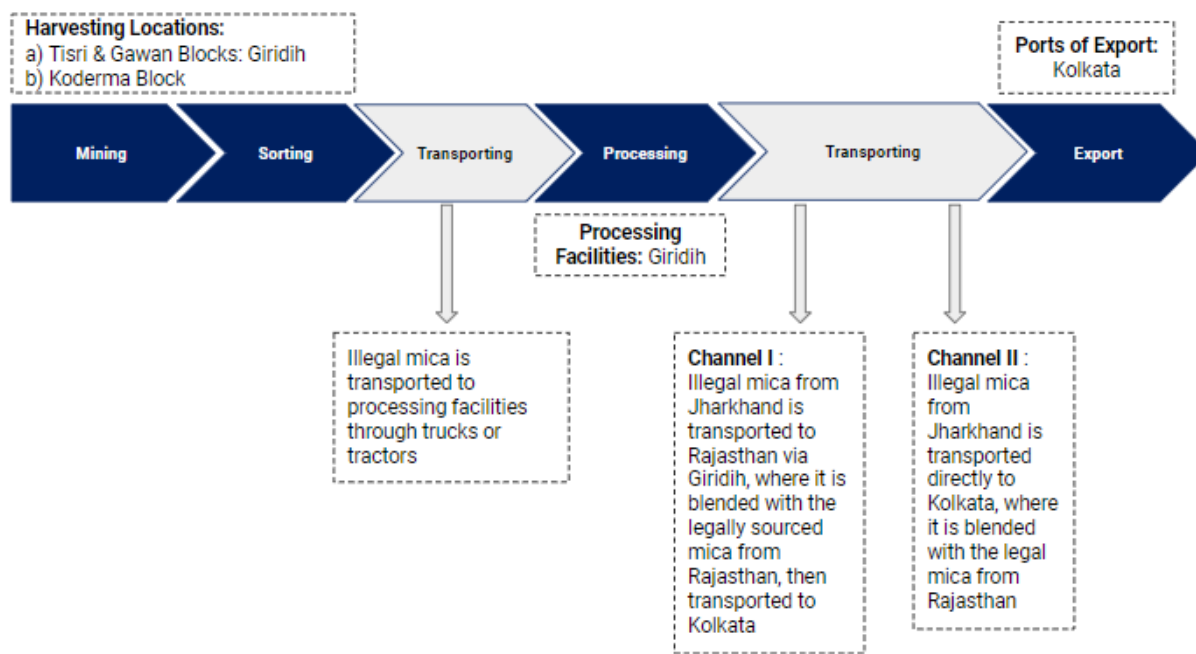 Harvesting Locations:
a) Tisri & Gawan Blocks: Giridih
b) Koderma Block
Ports of Export:
Kolkata
Mining
Sorting
Transporting
Processing
Transporting
Export
Processing
Facilities: Giridih
Illegal mica is
transported to
processing facilities
through trucks or
tractors
Channel I :
Illegal mica from
Jharkhand is
transported to
Rajasthan via
Giridih, where it is
blended with the
legally sourced
mica from
Rajasthan, then
transported to
Kolkata
Channel II :
Illegal mica
from
Jharkhand is
transported
directly to
Kolkata, where
it is blended
with the legal
mica from
Rajasthan